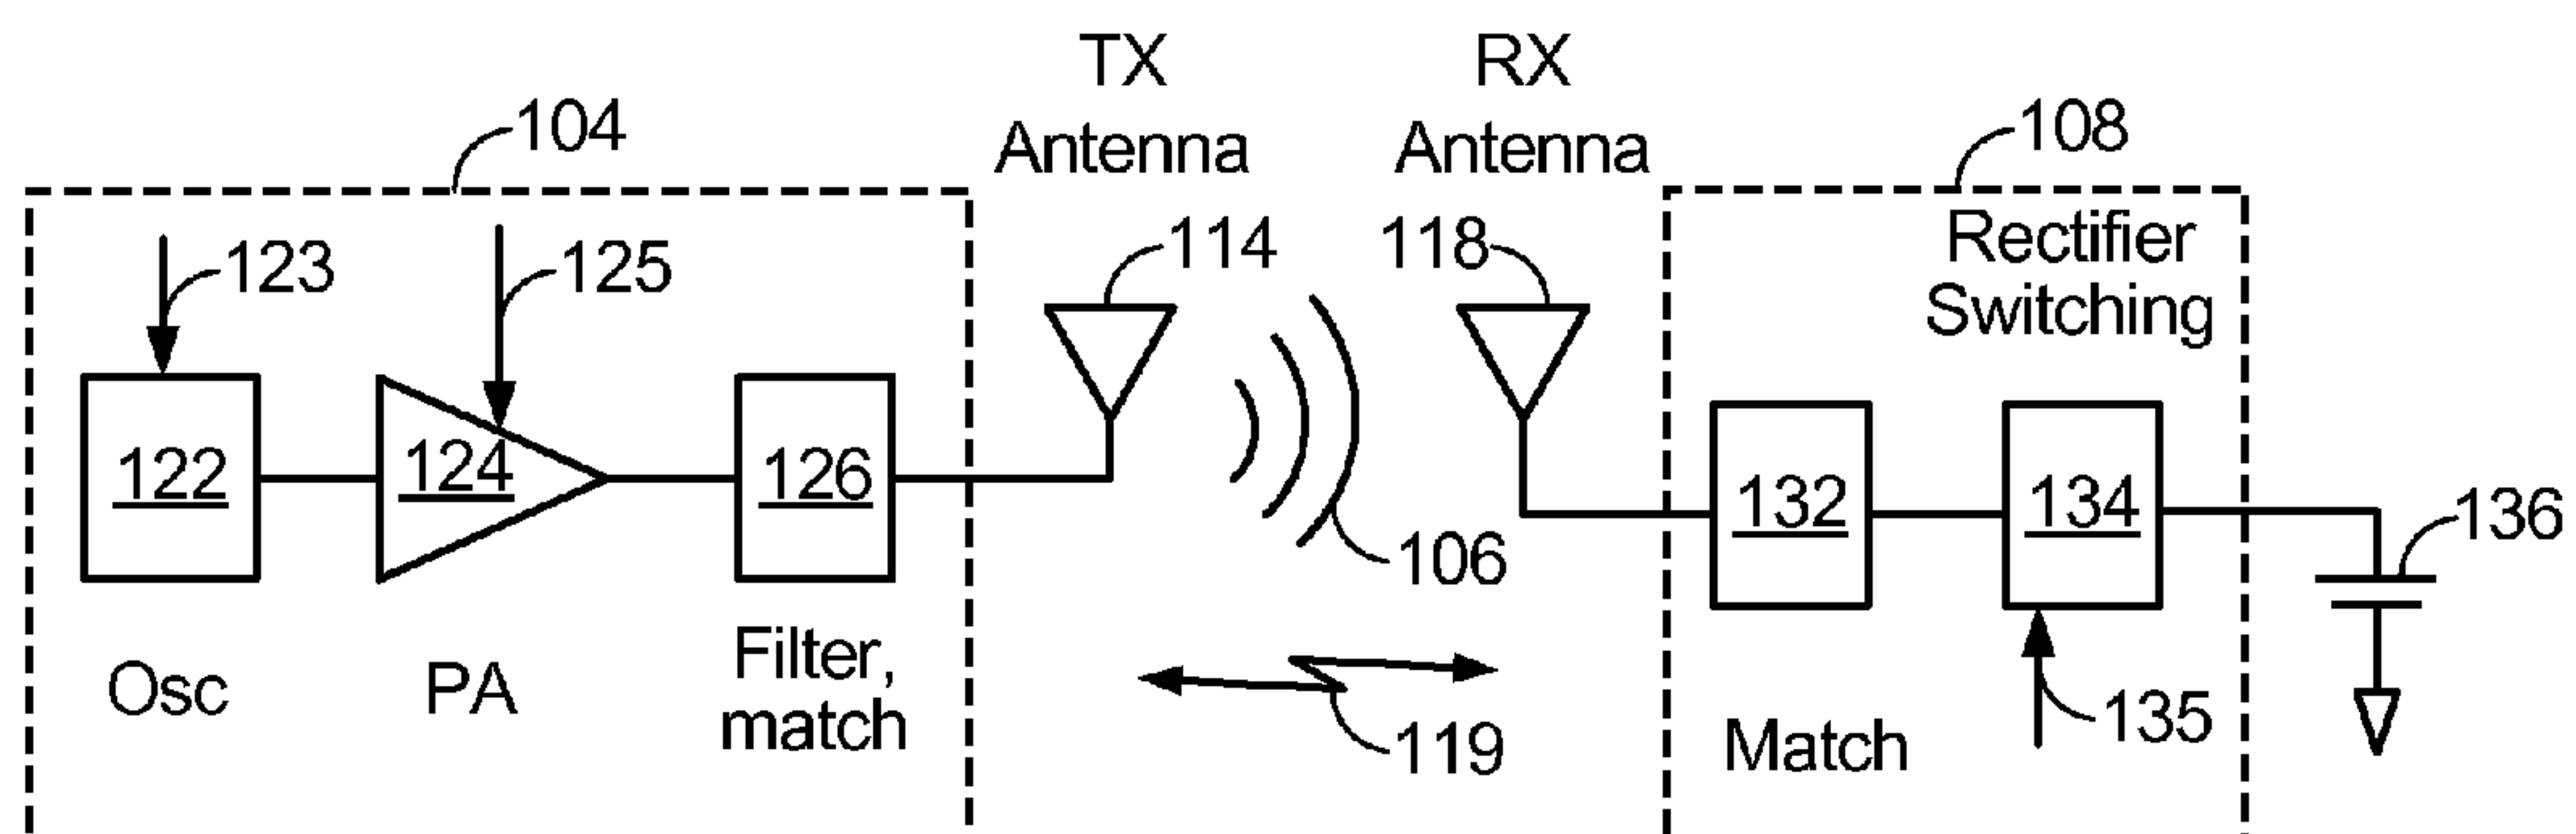 TX
Antenna
RX
Antenna
104
108
123
125
114
118
Rectifier
Switching
122
124
126
132
134
136
106
Osc
PA
Filter,
match
119
Match
135